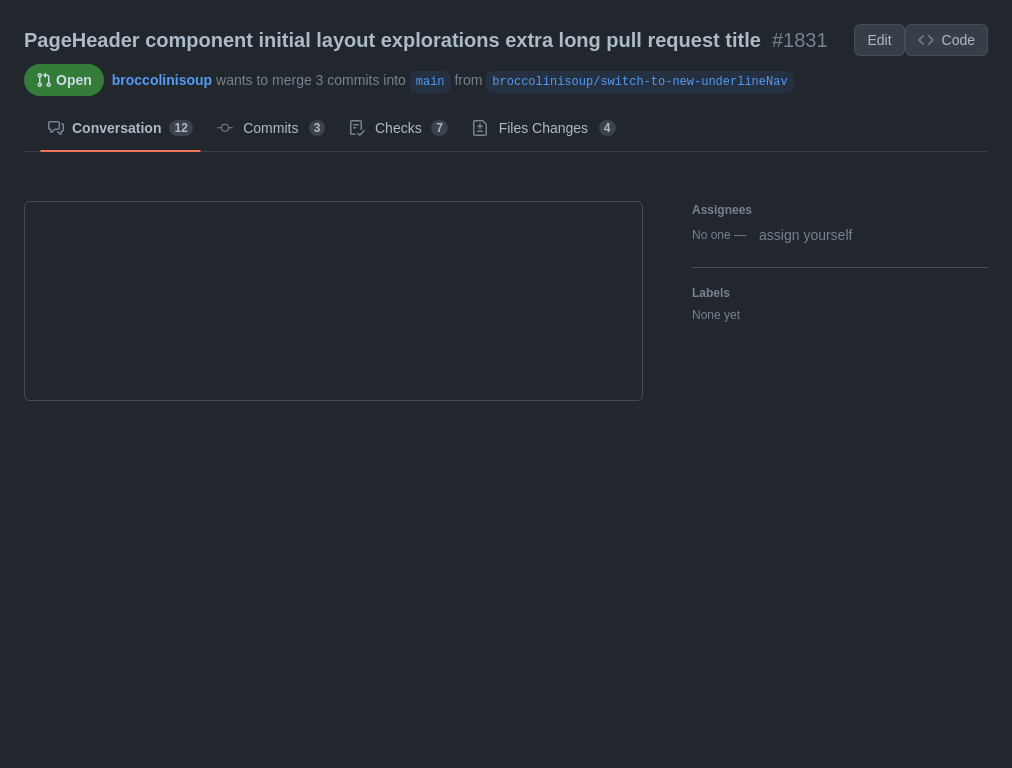 PageHeader component initial layout explorations extra long pull request title #1831
Edit
Code
Open broccolinisoup wants to merge 3 commits into main from broccolinisoup/switch-to-new-underlineNav
Conversation 12 Commits 3 Checks 7 Files Changes 4
Assignees
No one — assign yourself
Labels
None yet